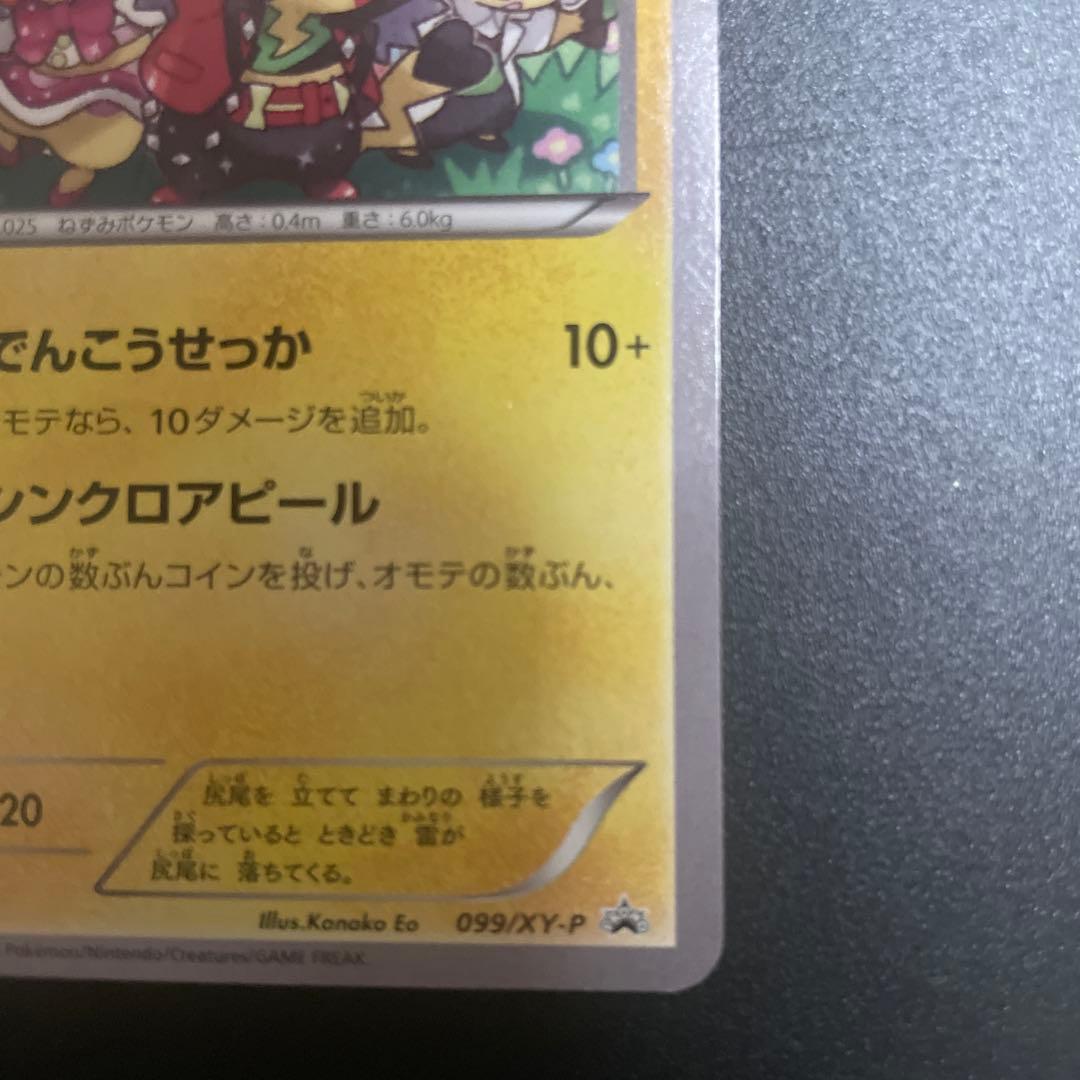 .025 ねずみポケモン 高さ:0.4m 重さ:6.0kg
でんこうせっか 10+
モテなら、10ダメージを追加。
シンクロアピール
ンの数ぶんコインを投げ、オモテの数ぶん、
20
尻尾を 立てて まわりの 様子を
探っていると ときどき 雷が
尻尾に 落ちてくる。
Illus.Kanako Eo 099/XY-P
Pokémon/Nintendo/Creatures/GAME FREAK